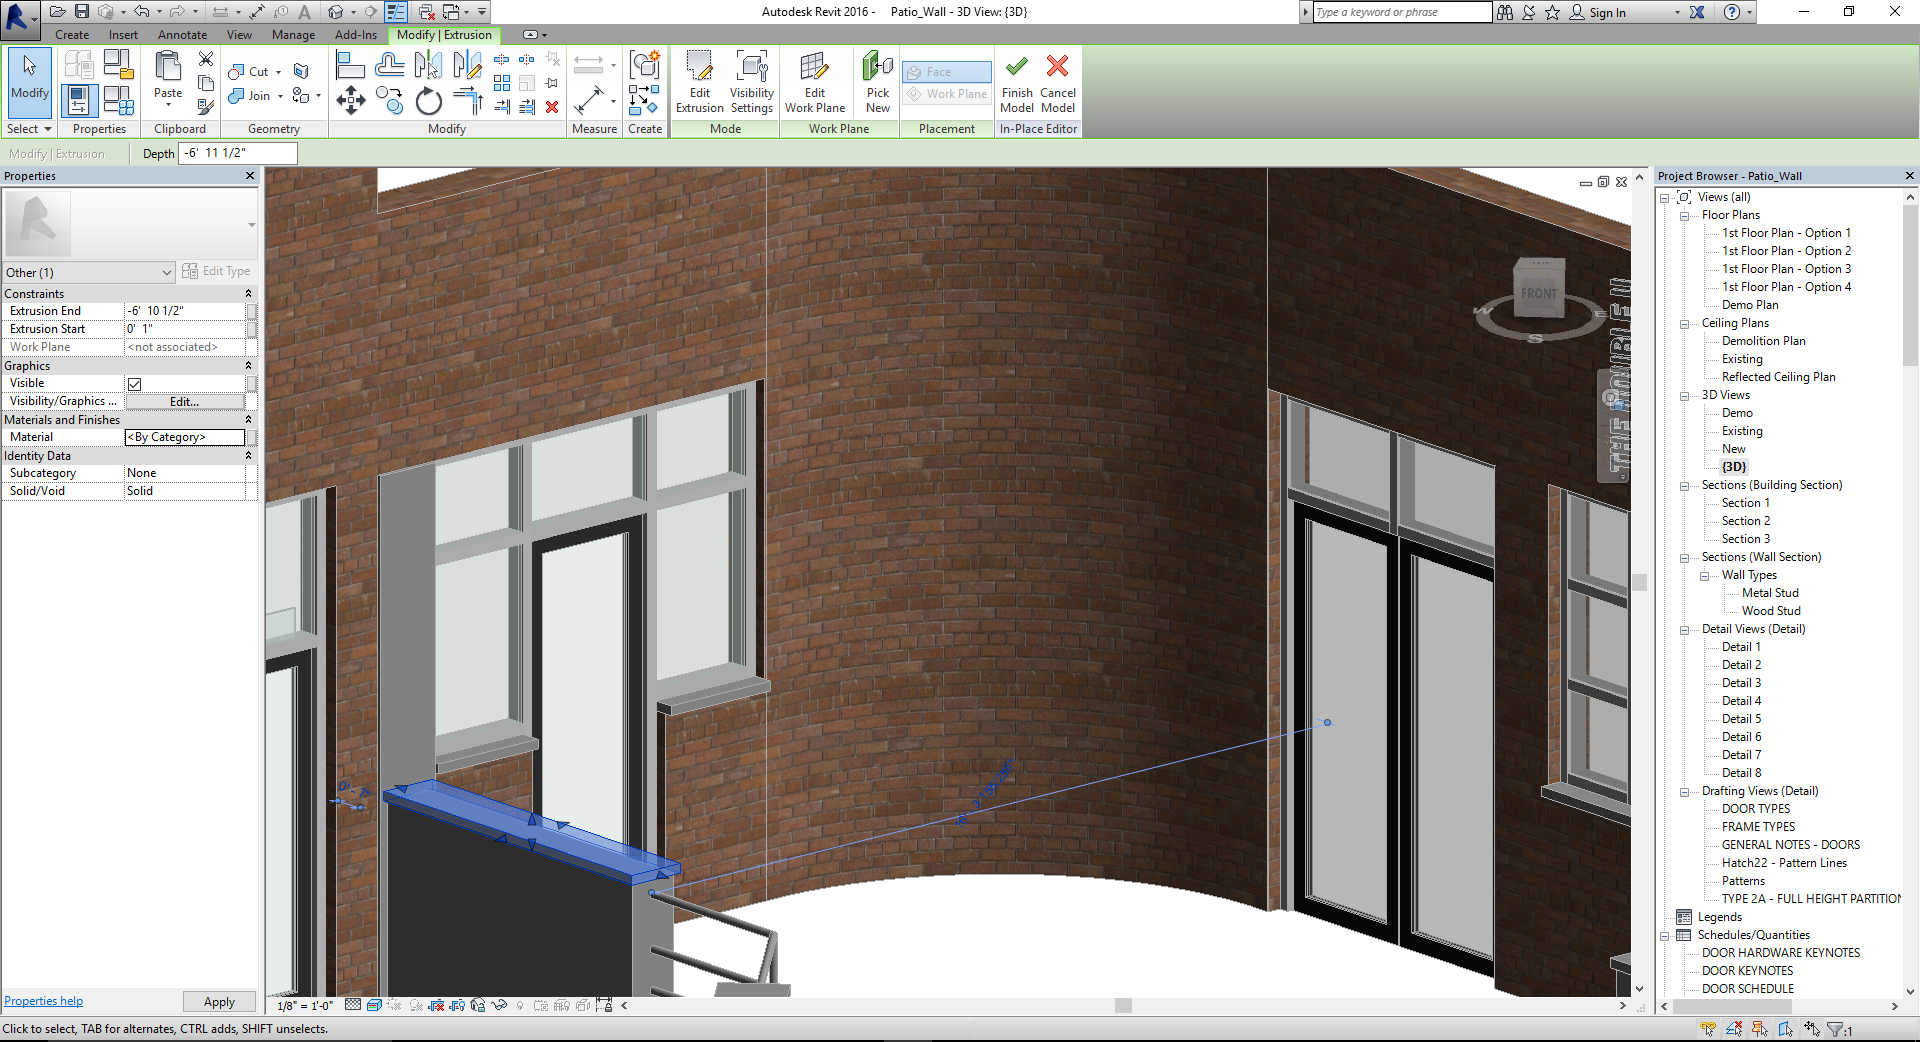 Autodesk Revit 2016 - Patio_Wall - 3D View: {3D}
Type a keyword or phrase
Sign In
Create Insert Annotate View Manage Add-Ins Modify | Extrusion
Modify
Paste
Cut
Join
Edit Extrusion
Visibility Settings
Edit Work Plane
Pick New
Face
Work Plane
Finish Model
Cancel Model
Select Properties Clipboard Geometry Modify Measure Create Mode Work Plane Placement In-Place Editor
Modify | Extrusion
Depth -6' 11 1/2"
Properties
Other (1)
Edit Type
Constraints
Extrusion End -6' 10 1/2"
Extrusion Start 0' 1"
Work Plane <not associated>
Graphics
Visible
Visibility/Graphics ... Edit...
Materials and Finishes
Material <By Category>
Identity Data
Subcategory None
Solid/Void Solid
Properties help
Apply
FRONT
W
S
E
1/8" = 1'-0"
Project Browser - Patio_Wall
Views (all)
Floor Plans
1st Floor Plan - Option 1
1st Floor Plan - Option 2
1st Floor Plan - Option 3
1st Floor Plan - Option 4
Demo Plan
Ceiling Plans
Demolition Plan
Existing
Reflected Ceiling Plan
3D Views
Demo
Existing
New
{3D}
Sections (Building Section)
Section 1
Section 2
Section 3
Sections (Wall Section)
Wall Types
Metal Stud
Wood Stud
Detail Views (Detail)
Detail 1
Detail 2
Detail 3
Detail 4
Detail 5
Detail 6
Detail 7
Detail 8
Drafting Views (Detail)
DOOR TYPES
FRAME TYPES
GENERAL NOTES - DOORS
Hatch22 - Pattern Lines
Patterns
TYPE 2A - FULL HEIGHT PARTITION
Legends
Schedules/Quantities
DOOR HARDWARE KEYNOTES
DOOR KEYNOTES
DOOR SCHEDULE
Click to select, TAB for alternates, CTRL adds, SHIFT unselects.
:1